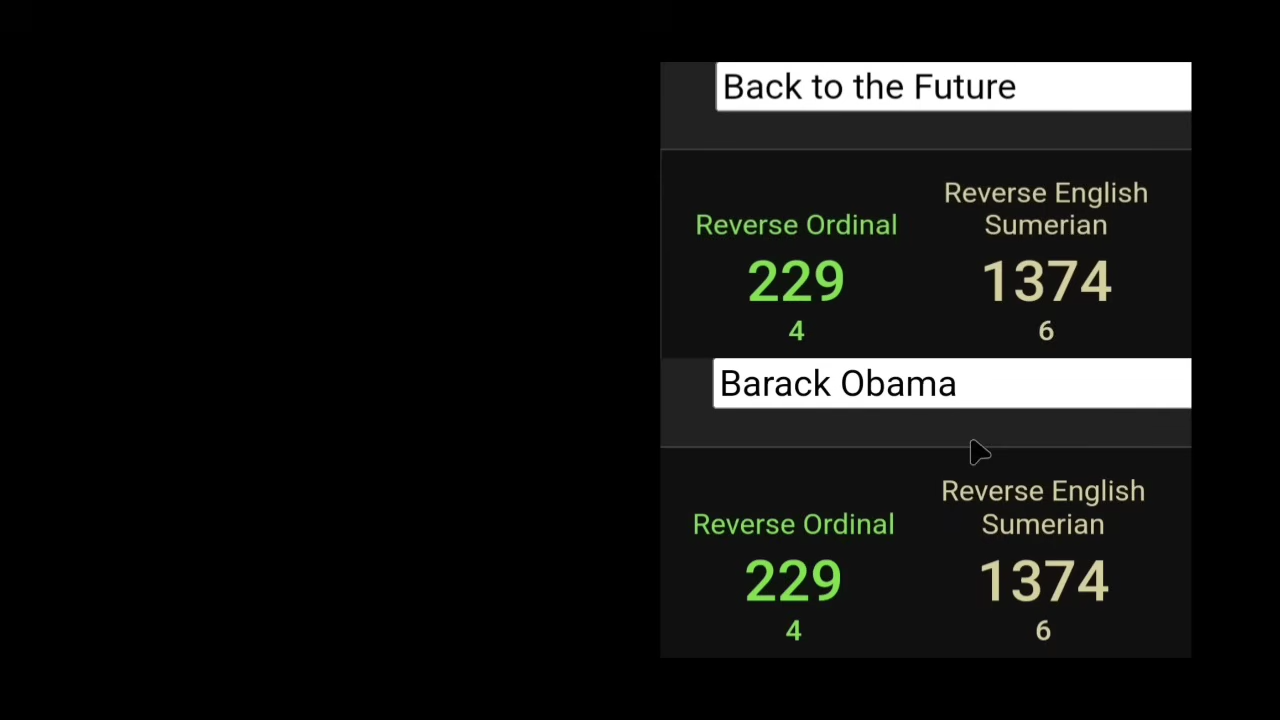 Back to the Future
Reverse Ordinal
229
4
Reverse English
Sumerian
1374
6
Barack Obama
Reverse Ordinal
229
4
Reverse English
Sumerian
1374
6